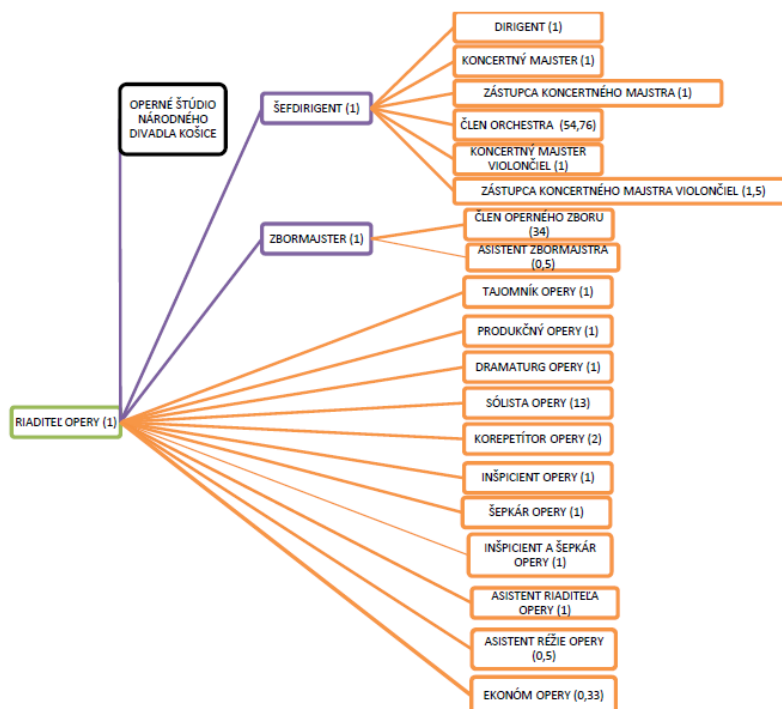 DIRIGENT (1)
KONCERTNÝ MAJSTER (1)
ZÁSTUPCA KONCERTNÉHO MAJSTRA (1)
ČLEN ORCHESTRA (54,76)
KONCERTNÝ MAJSTER
VIOLONČIEL (1)
ZÁSTUPCA KONCERTNÉHO MAJSTRA VIOLONČIEL (1,5)
OPERNÉ ŠTÚDIO
NÁRODNÉHO
DIVADLA KOŠICE
ŠEFDIRIGENT (1)
ZBORMAJSTER (1)
ČLEN OPERNÉHO ZBORU
(34)
ASISTENT ZBORMAJSTRA
(0,5)
TAJOMNÍK OPERY (1)
PRODUKČNÝ OPERY (1)
DRAMATURG OPERY (1)
SÓLISTA OPERY (13)
RIADITEĽ OPERY (1)
KOREPETÍTOR OPERY (2)
INŠPICIENT OPERY (1)
ŠEPKÁR OPERY (1)
INŠPICIENT A ŠEPKÁR
OPERY (1)
ASISTENT RIADITEĽA
OPERY (1)
ASISTENT RÉŽIE OPERY
(0,5)
EKONÓM OPERY (0,33)